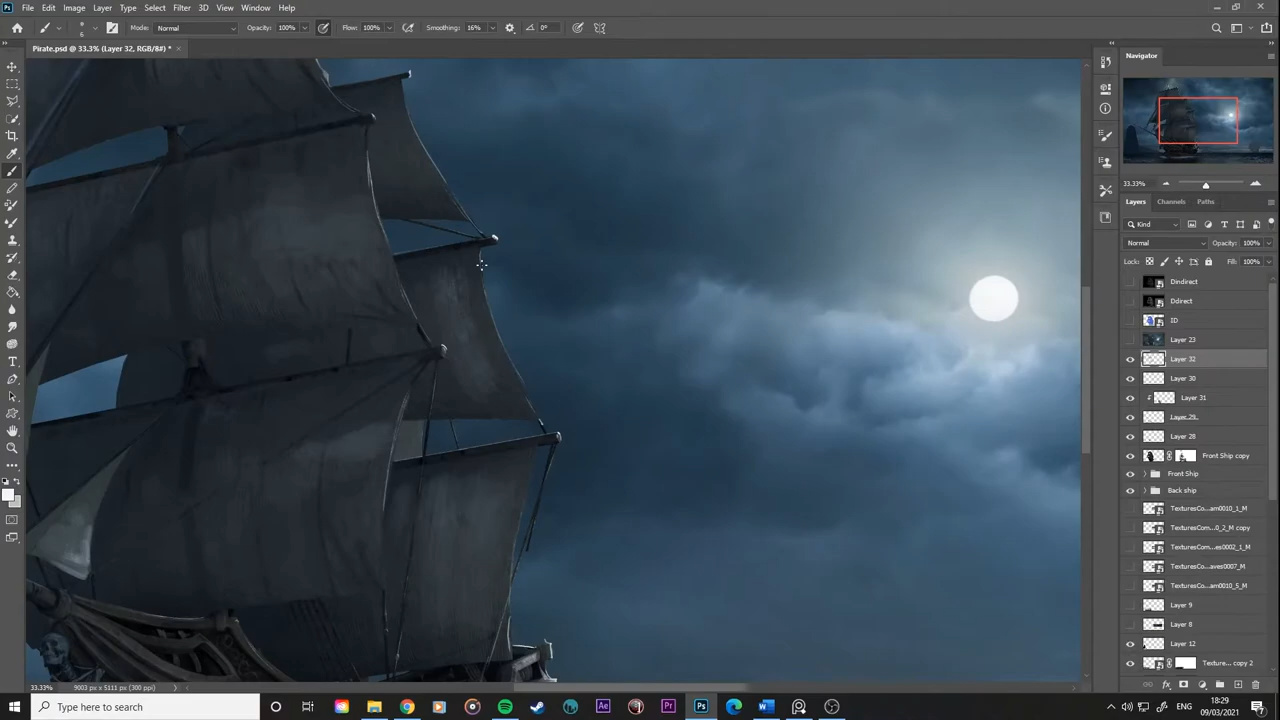 File Edit Image Layer Type Select Filter 3D View Window Help
6 Mode: Normal Opacity: 100% Flow: 100% Smoothing: 16% 0°
Pirate.psd @ 33.3% (Layer 32, RGB/8#) *
Navigator
33.33%
Layers Channels Paths
Kind
Normal Opacity: 100%
Lock: Fill: 100%
Dindirect
Ddirect
ID
Layer 23
Layer 32
Layer 30
Layer 31
Layer 29
Layer 28
Front Ship copy
Front Ship
Back ship
TexturesCom...am0010_1_M
TexturesCom...0_2_M copy
TexturesCom...es0002_1_M
TexturesCo...aves0007_M
TexturesCo...am0010_5_M
Layer 9
Layer 8
Layer 12
Texture... copy 2
33.33% 9003 px x 5111 px (300 ppi)
Type here to search
18:29
09/03/2021